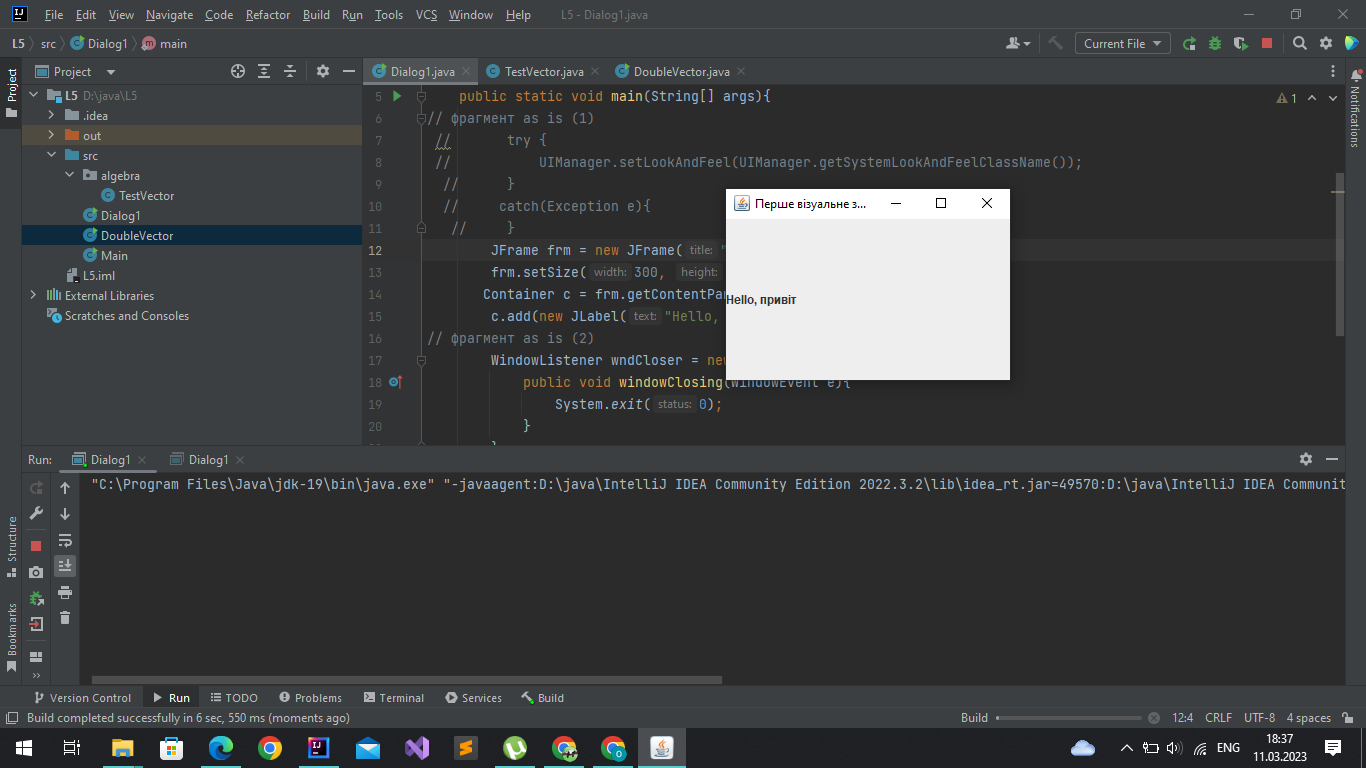 File Edit View Navigate Code Refactor Build Run Tools VCS Window Help L5 - Dialog1.java
L5 src Dialog1 main
Current File
Project
Dialog1.java TestVector.java DoubleVector.java
Project
L5 D:\java\L5
.idea
out
src
algebra
TestVector
Dialog1
DoubleVector
Main
L5.iml
External Libraries
Scratches and Consoles
5 public static void main(String[] args){
1
6 // фрагмент as is (1)
7 // try {
8 // UIManager.setLookAndFeel(UIManager.getSystemLookAndFeelClassName());
9 // }
10 // catch(Exception e){
11 // }
12 JFrame frm = new JFrame( title: "
13 frm.setSize( width: 300, height:
14 Container c = frm.getContentPa
15 c.add(new JLabel( text: "Hello,
16 // фрагмент as is (2)
17 WindowListener wndCloser = new
18 public void windowClosing(WindowEvent e){
19 System.exit( status: 0);
20 }
Перше візуальне з...
Hello, привіт
Notifications
Run: Dialog1 Dialog1
"C:\Program Files\Java\jdk-19\bin\java.exe" "-javaagent:D:\java\IntelliJ IDEA Community Edition 2022.3.2\lib\idea_rt.jar=49570:D:\java\IntelliJ IDEA Communit
Structure
Bookmarks
Version Control Run TODO Problems Terminal Services Build
Build completed successfully in 6 sec, 550 ms (moments ago) Build 12:4 CRLF UTF-8 4 spaces
ENG 18:37
11.03.2023